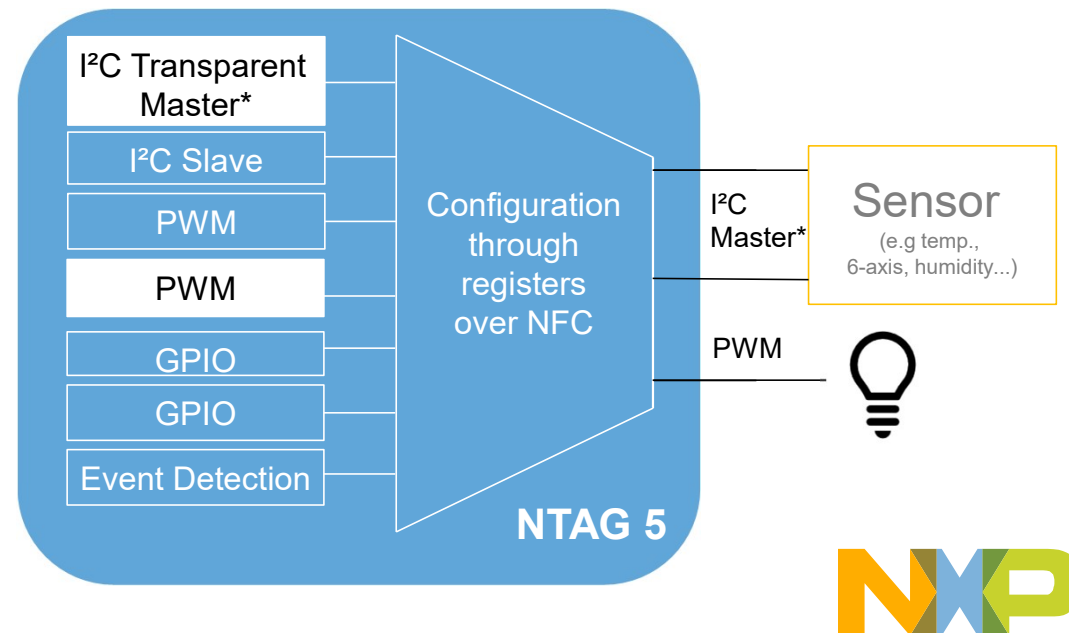 I²C Transparent
Master*
I²C Slave
PWM
PWM
GPIO
GPIO
Event Detection
Configuration
through
registers
over NFC
NTAG 5
I²C
Master*
PWM
Sensor
(e.g temp.,
6-axis, humidity...)
NXP